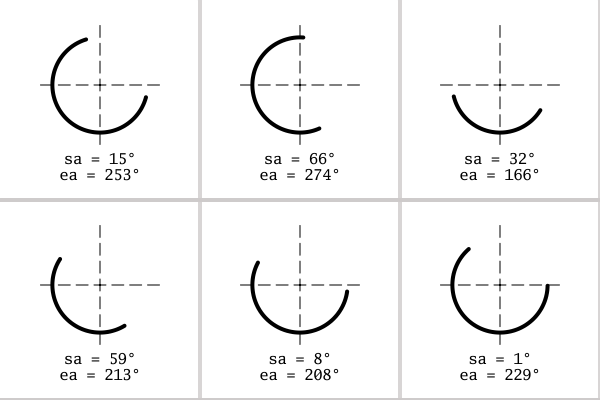 sa = 15°
ea = 253°
sa = 66°
ea = 274°
sa = 32°
ea = 166°
sa = 59°
ea = 213°
sa = 8°
ea = 208°
sa = 1°
ea = 229°